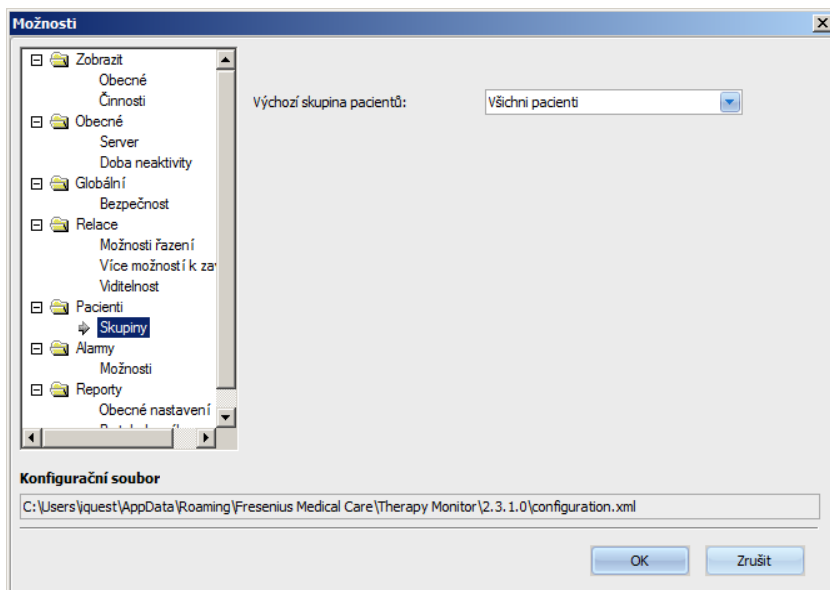 Možnosti
Zobrazit
Obecné
Činnosti
Výchozí skupina pacientů: Všichni pacienti
Obecné
Server
Doba neaktivity
Globální
Bezpečnost
Relace
Možnosti řazení
Více možností k
Viditelnost
Pacienti
Skupiny
Alarmy
Možnosti
Reporty
Obecné nastavení
Konfigurační soubor
C:\Users\iquest\AppData\Roaming\Fresenius Medical Care\Therapy Monitor\2.3.1.0\configuration.xml
OK Zrušit